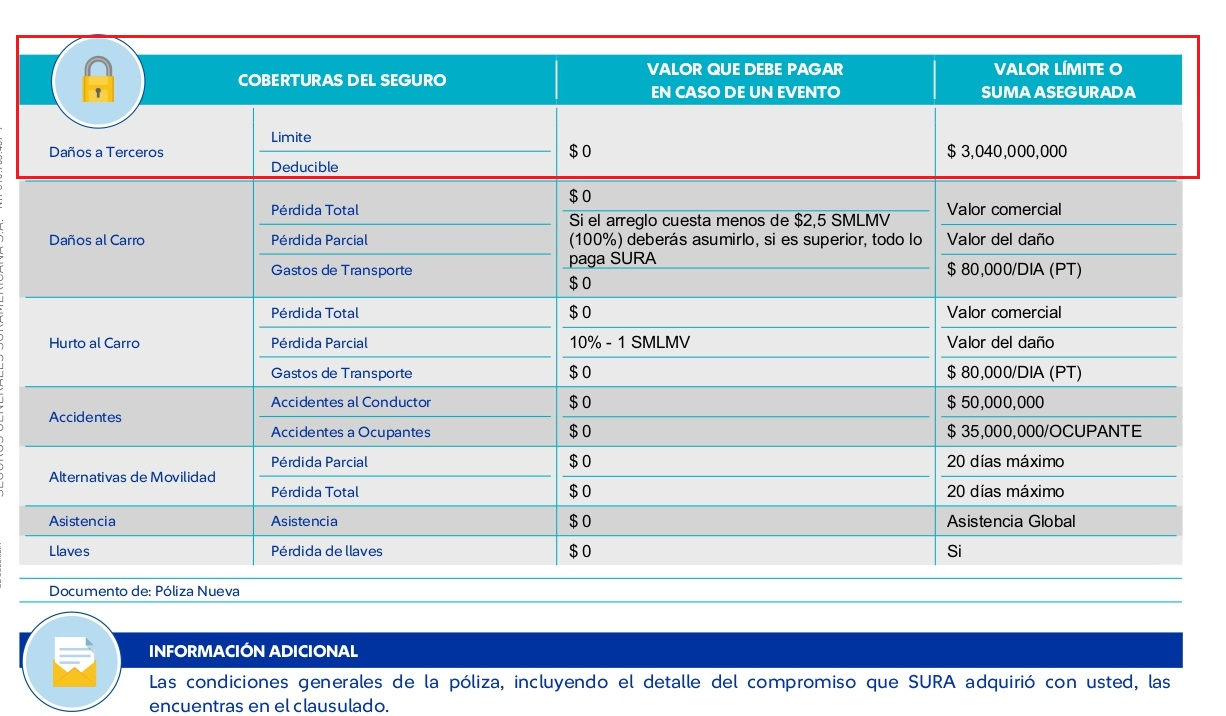 COBERTURAS DEL SEGURO
VALOR QUE DEBE PAGAR
EN CASO DE UN EVENTO
VALOR LÍMITE O
SUMA ASEGURADA
Daños a Terceros
Limite
Deducible
$ 0
$ 3,040,000,000
Daños al Carro
Pérdida Total
$ 0
Valor comercial
Pérdida Parcial
Si el arreglo cuesta menos de $2,5 SMLMV
(100%) deberás asumirlo, si es superior, todo lo
paga SURA
Valor del daño
Gastos de Transporte
$ 0
$ 80,000/DIA (PT)
Hurto al Carro
Pérdida Total
$ 0
Valor comercial
Pérdida Parcial
10% - 1 SMLMV
Valor del daño
Gastos de Transporte
$ 0
$ 80,000/DIA (PT)
Accidentes
Accidentes al Conductor
$ 0
$ 50,000,000
Accidentes a Ocupantes
$ 0
$ 35,000,000/OCUPANTE
Alternativas de Movilidad
Pérdida Parcial
$ 0
20 días máximo
Pérdida Total
$ 0
20 días máximo
Asistencia
Asistencia
$ 0
Asistencia Global
Llaves
Pérdida de llaves
$ 0
Si
Documento de: Póliza Nueva
INFORMACIÓN ADICIONAL
Las condiciones generales de la póliza, incluyendo el detalle del compromiso que SURA adquirió con usted, las
encuentras en el clausulado.
SEGUROS GENERALES SURAMERICANA S.A.